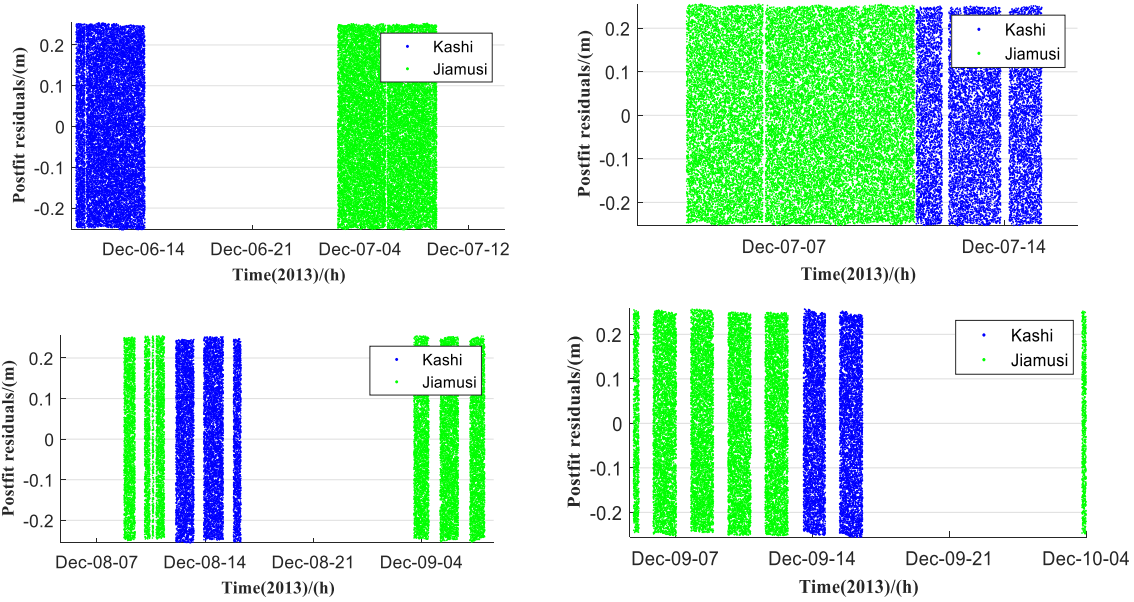 Postfit residuals/(m)
0.2
0.1
0
-0.1
-0.2
Kashi
Jiamusi
Dec-06-14 Dec-06-21 Dec-07-04 Dec-07-12
Time(2013)/(h)
Postfit residuals/(m)
0.2
0.1
0
-0.1
-0.2
Kashi
Jiamusi
Dec-07-07 Dec-07-14
Time(2013)/(h)
Postfit residuals/(m)
0.2
0.1
0
-0.1
-0.2
Kashi
Jiamusi
Dec-08-07 Dec-08-14 Dec-08-21 Dec-09-04
Time(2013)/(h)
Postfit residuals/(m)
0.2
0.1
0
-0.1
-0.2
Kashi
Jiamusi
Dec-09-07 Dec-09-14 Dec-09-21 Dec-10-04
Time(2013)/(h)